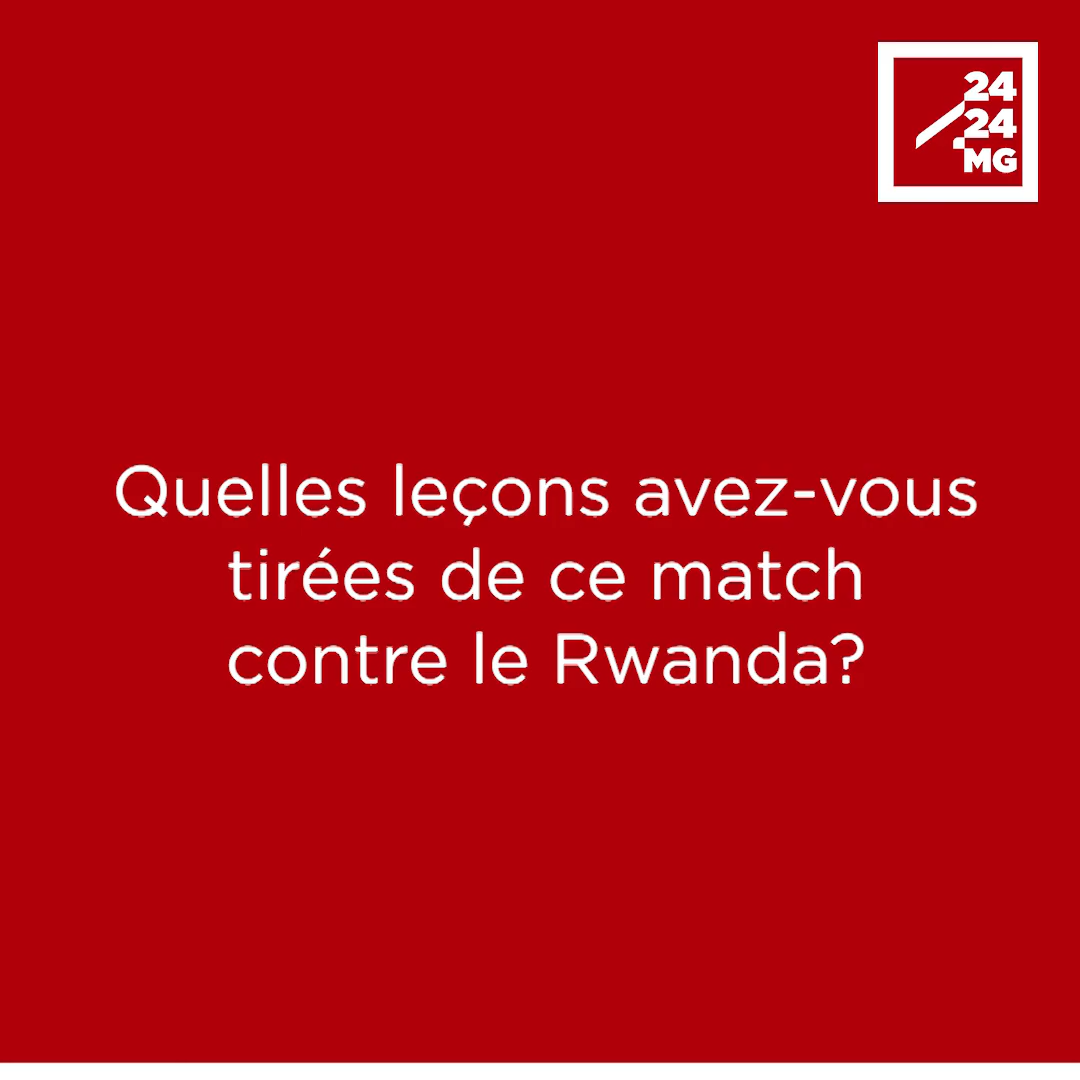 24
24
MG
Quelles leçons avez-vous
tirées de ce match
contre le Rwanda?